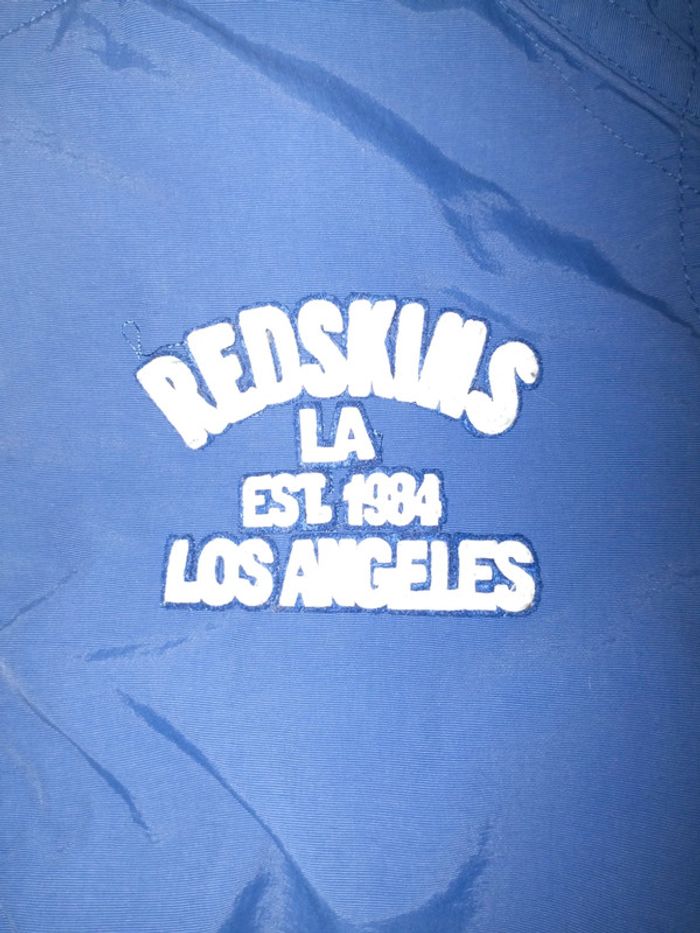 REDSKINS
LA
EST. 1984
LOS ANGELES